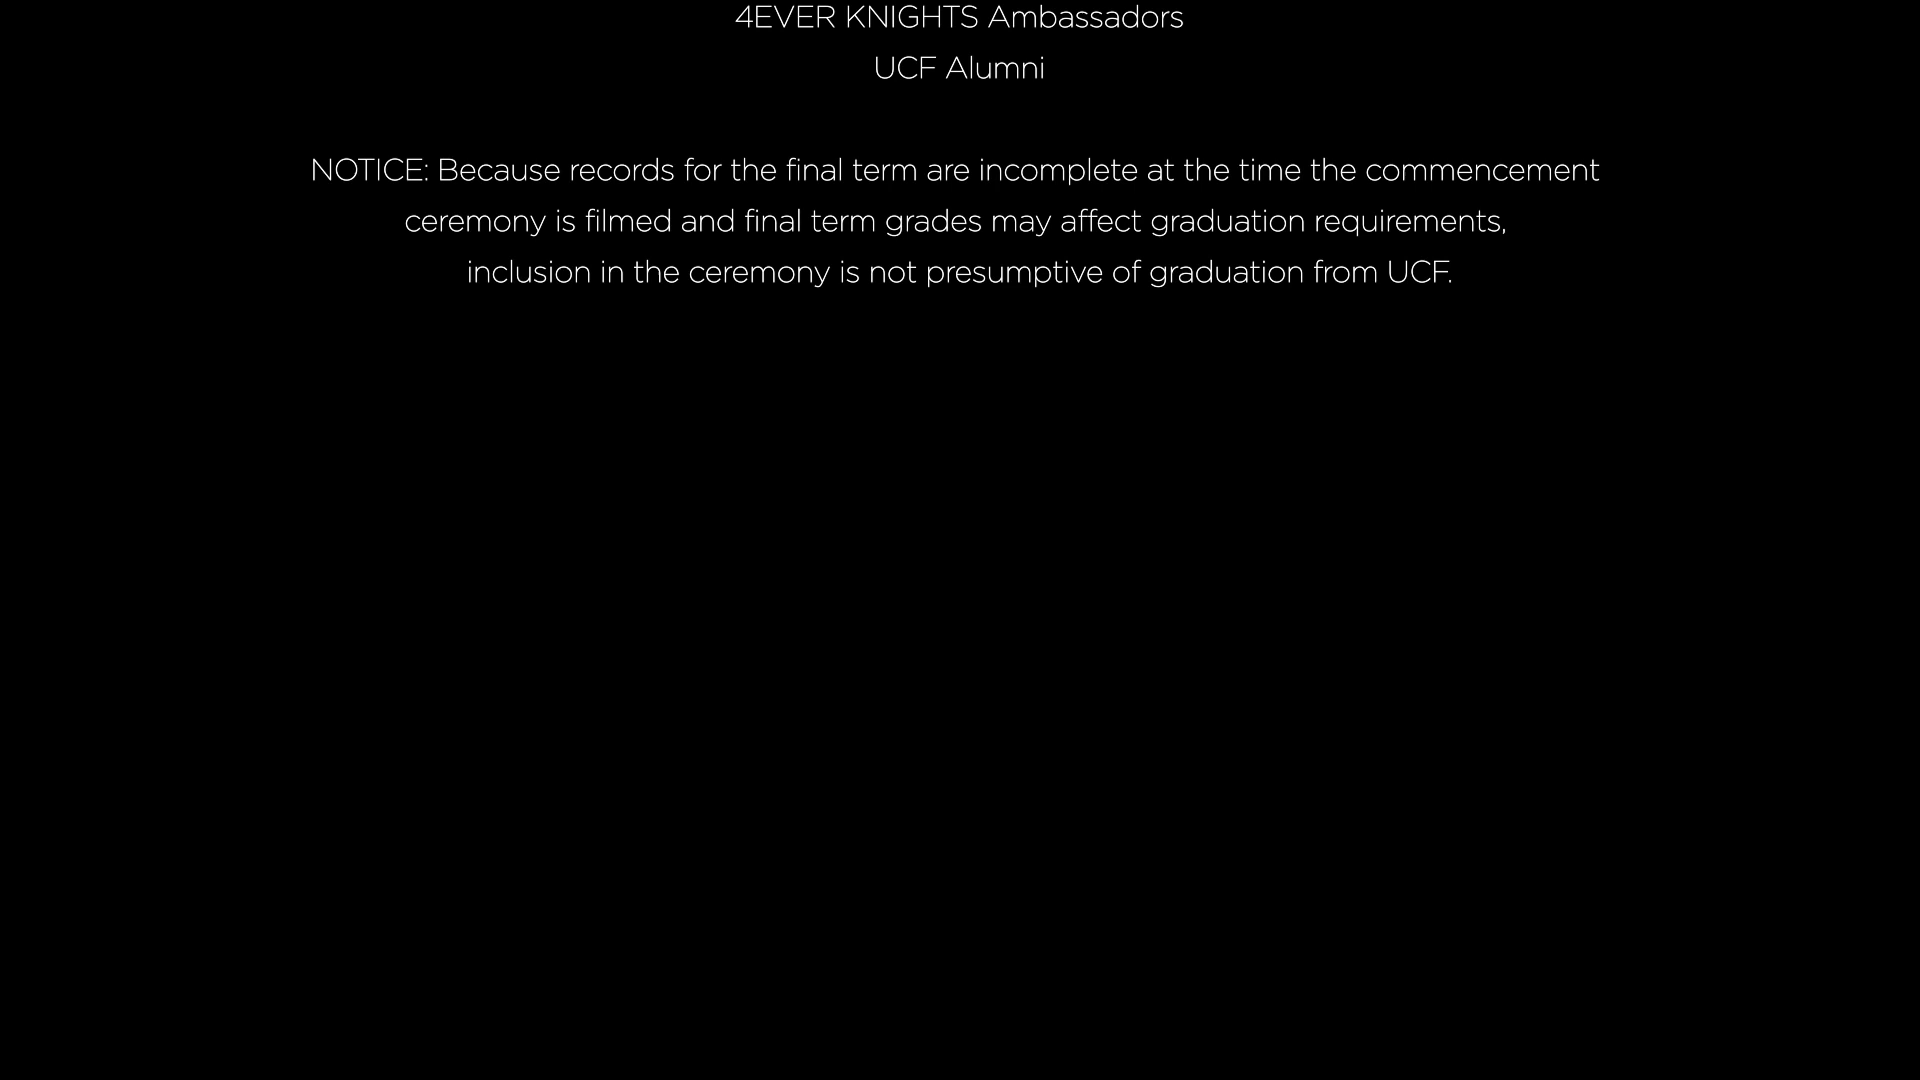 4EVER KNIGHTS Ambassadors
UCF Alumni
NOTICE: Because records for the final term are incomplete at the time the commencement
ceremony is filmed and final term grades may affect graduation requirements,
inclusion in the ceremony is not presumptive of graduation from UCF.